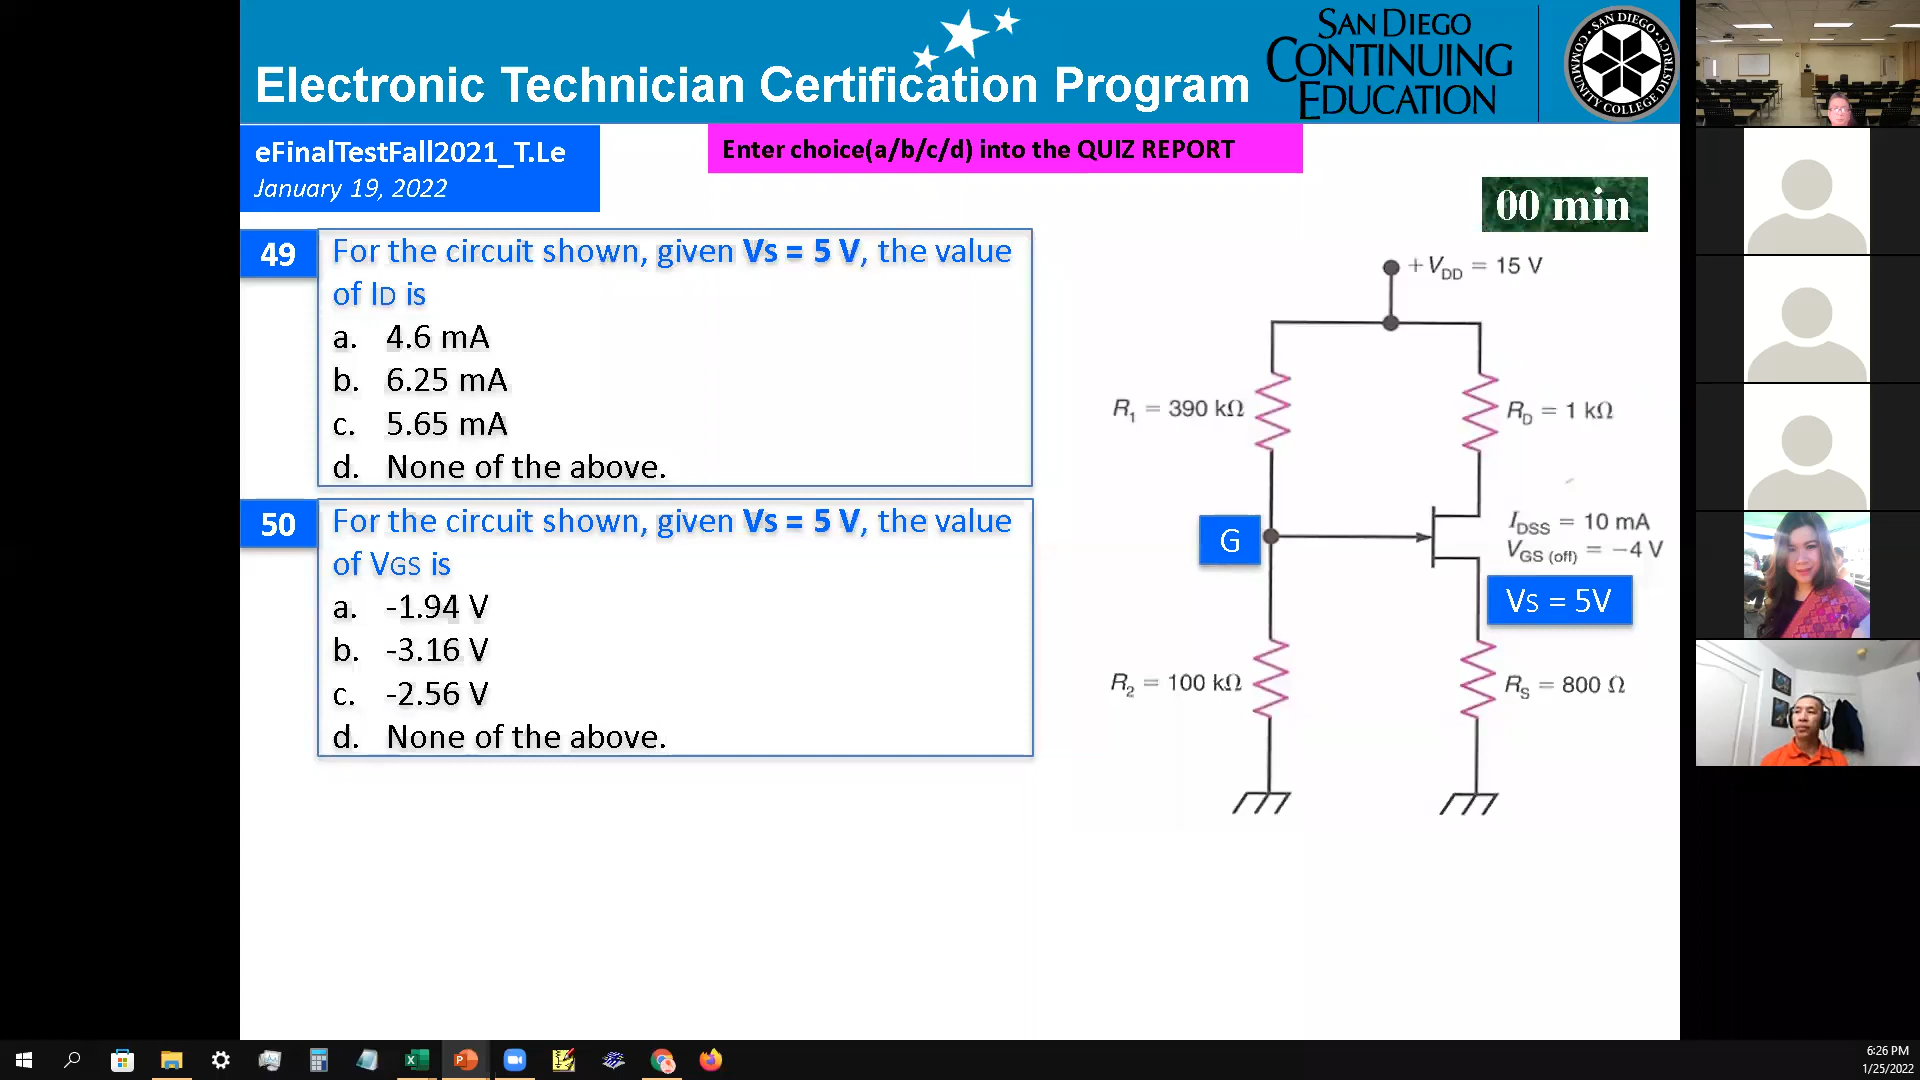 SAN DIEGO
CONTINUING
EDUCATION
SAN DIEGO
COMMUNITY COLLEGE DISTRICT
Electronic Technician Certification Program
eFinalTestFall2021_T.Le
January 19, 2022
Enter choice(a/b/c/d) into the QUIZ REPORT
00 min
49
For the circuit shown, given Vs = 5 V, the value
of ID is
a. 4.6 mA
b. 6.25 mA
c. 5.65 mA
d. None of the above.
50
For the circuit shown, given Vs = 5 V, the value
of VGS is
a. -1.94 V
b. -3.16 V
c. -2.56 V
d. None of the above.
+VDD = 15 V
R1 = 390 kΩ
RD = 1 kΩ
G
IDSS = 10 mA
VGS (off) = −4 V
Vs = 5V
R2 = 100 kΩ
RS = 800 Ω
6:26 PM
1/25/2022